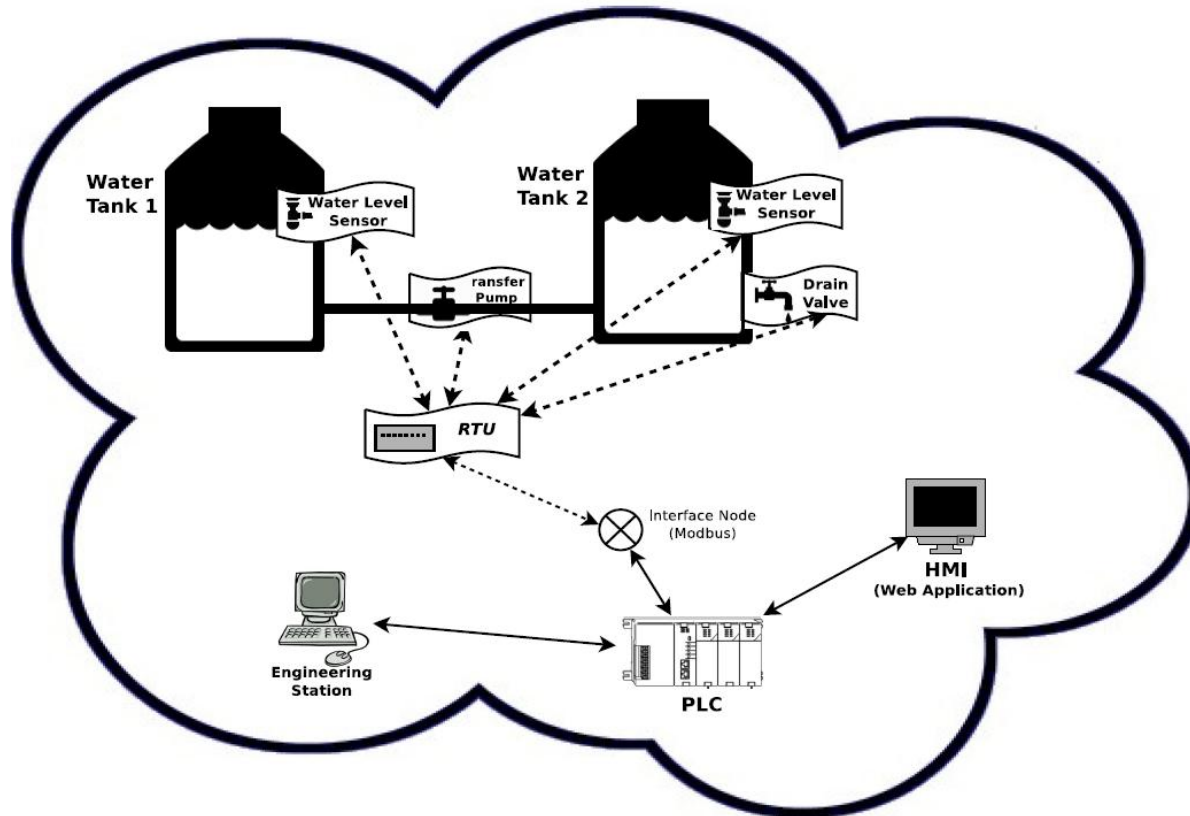 Water
Tank 1
Water Level
Sensor
Water
Tank 2
Water Level
Sensor
ransfer
Pump
Drain
Valve
RTU
Interface Node
(Modbus)
HMI
(Web Application)
Engineering
Station
PLC